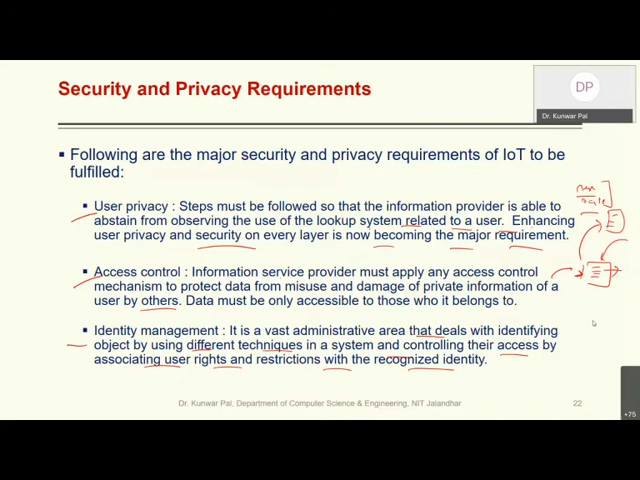 Security and Privacy Requirements
DP
Dr. Kunwar Pal
▪ Following are the major security and privacy requirements of IoT to be
fulfilled:
▪ User privacy : Steps must be followed so that the information provider is able to
abstain from observing the use of the lookup system related to a user. Enhancing
user privacy and security on every layer is now becoming the major requirement.
▪ Access control : Information service provider must apply any access control
mechanism to protect data from misuse and damage of private information of a
user by others. Data must be only accessible to those who it belongs to.
▪ Identity management : It is a vast administrative area that deals with identifying
object by using different techniques in a system and controlling their access by
associating user rights and restrictions with the recognized identity.
Dr. Kunwar Pal, Department of Computer Science & Engineering, NIT Jalandhar
22
+75